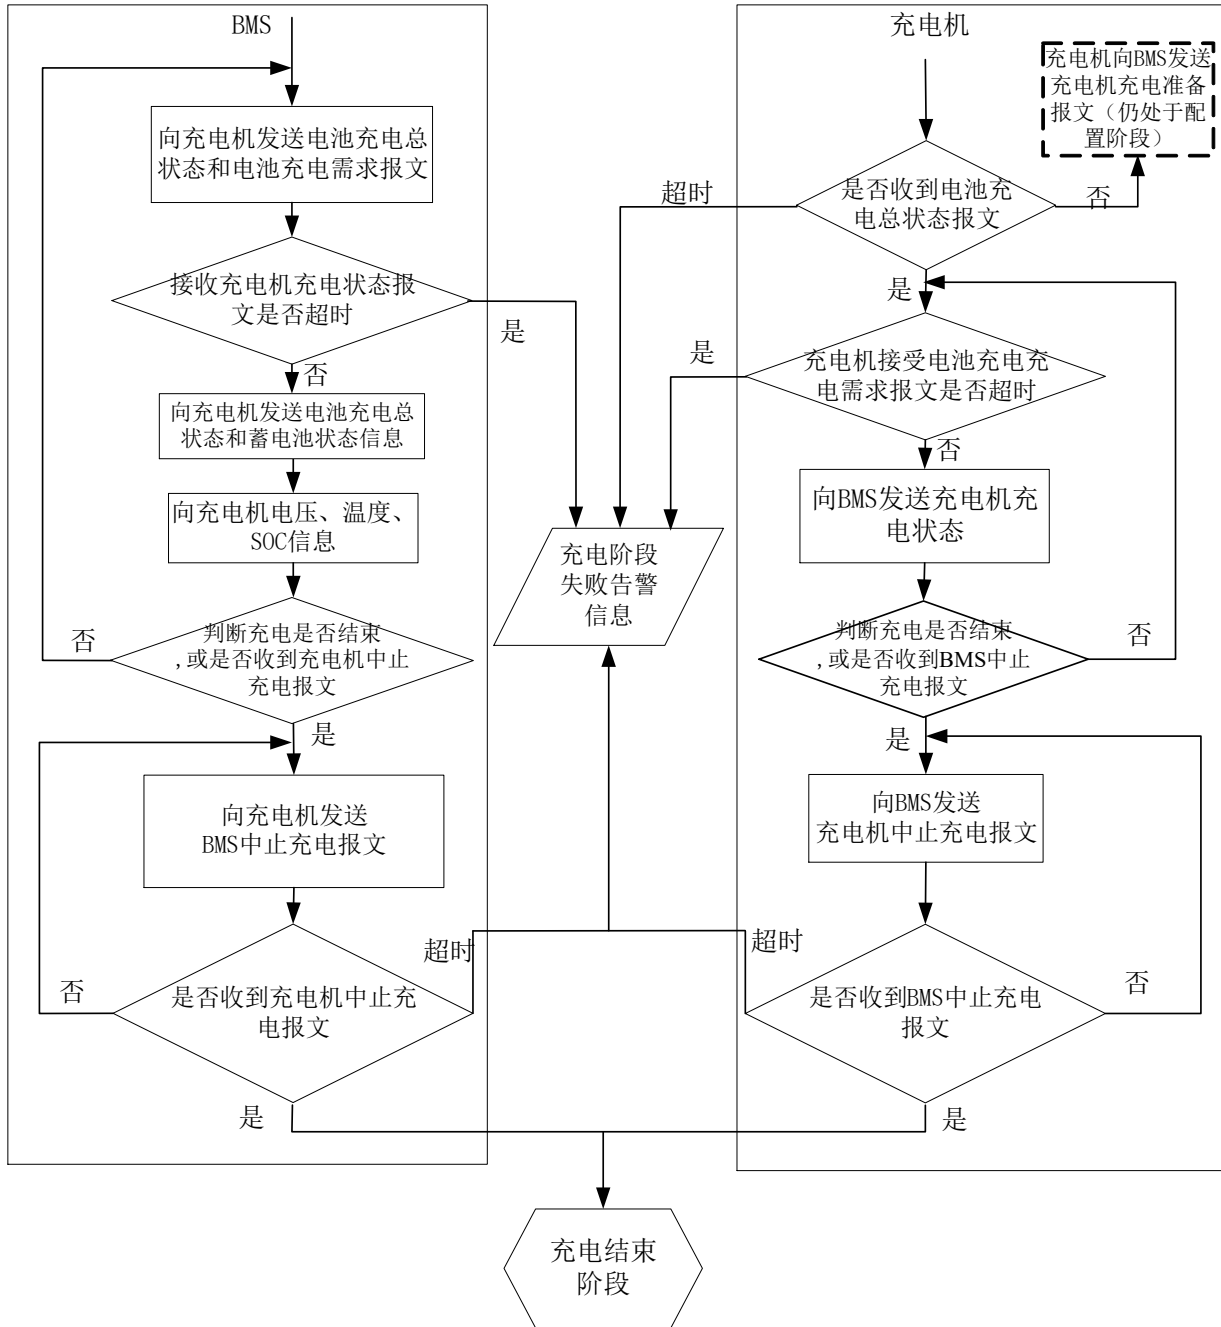 BMS
向充电机发送电池充电总
状态和电池充电需求报文
接收充电机充电状态报
文是否超时
是
否
向充电机发送电池充电总
状态和蓄电池状态信息
向充电机电压、温度、
SOC信息
判断充电是否结束
,或是否收到充电机中止
充电报文
否
是
向充电机发送
BMS中止充电报文
超时
否
是否收到充电机中止充
电报文
是
充电阶段
失败告警
信息
充电机
充电机向BMS发送
充电机充电准备
报文（仍处于配
置阶段）
超时
是否收到电池充
电总状态报文
否
是
是
充电机接受电池充电充
电需求报文是否超时
否
向BMS发送充电机充
电状态
判断充电是否结束
,或是否收到BMS中止
充电报文
否
是
向BMS发送
充电机中止充电报文
超时
是否收到BMS中止充电
报文
否
是
充电结束
阶段